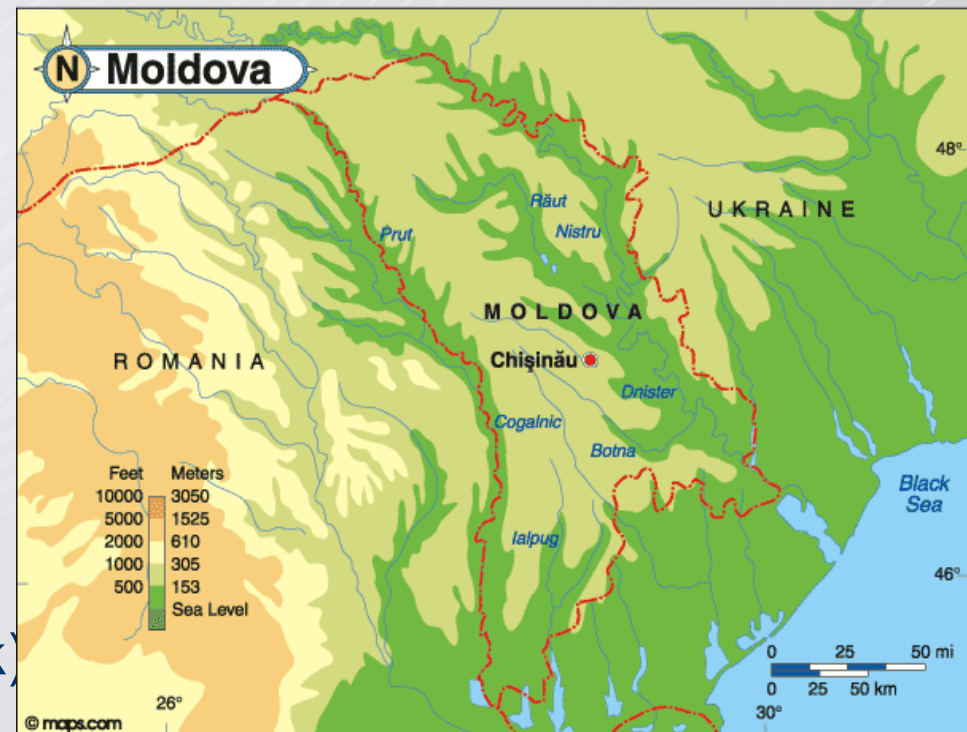 N Moldova
48°
Răut
UKRAINE
Nistru
Prut
MOLDOVA
Chişinău
ROMANIA
Dnister
Cogalnic
Botna
Feet Meters
10000 3050
5000 1525
2000 610
1000 305
500 153
Sea Level
Black
Sea
Ialpug
46°
0 25 50 mi
0 25 50 km
26°
30°
© maps.com
)